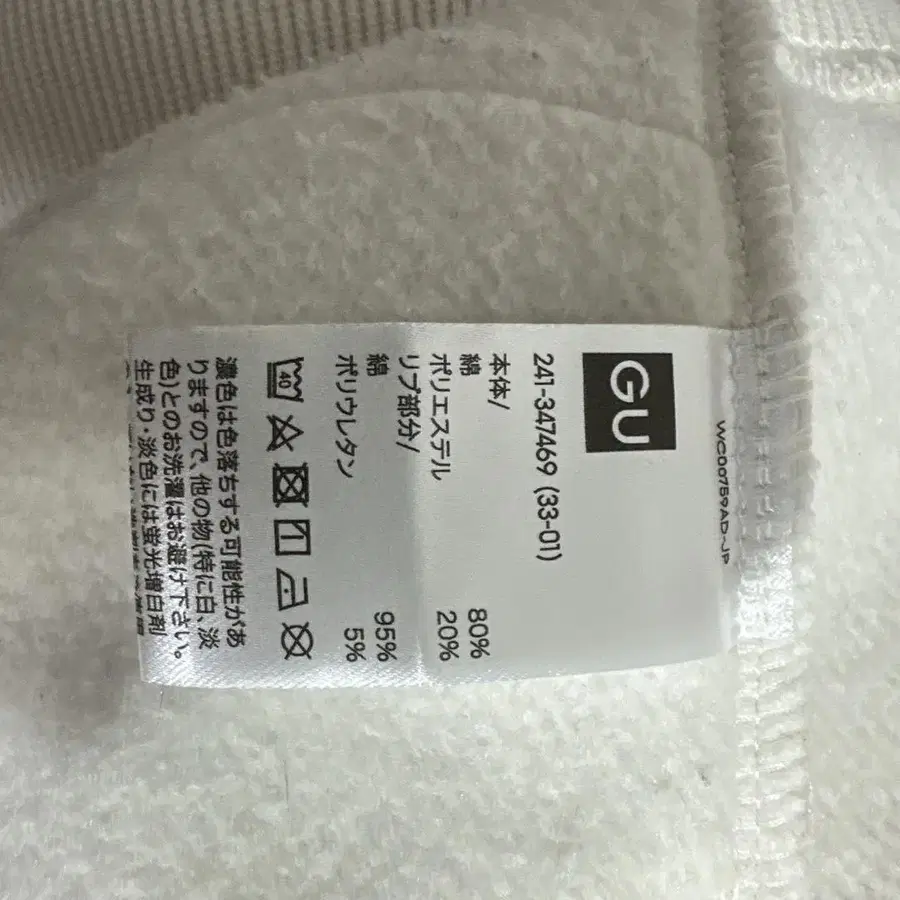 WC00759AD-JP
GU
241-347469 (33-01)
本体/
綿 80%
ポリエステル 20%
リブ部分/
綿 95%
ポリウレタン 5%
40
濃色は色落ちする可能性があ
りますので、他の物(特に白、淡
色)とのお洗濯はお避け下さい。
生成り・淡色には蛍光増白剤